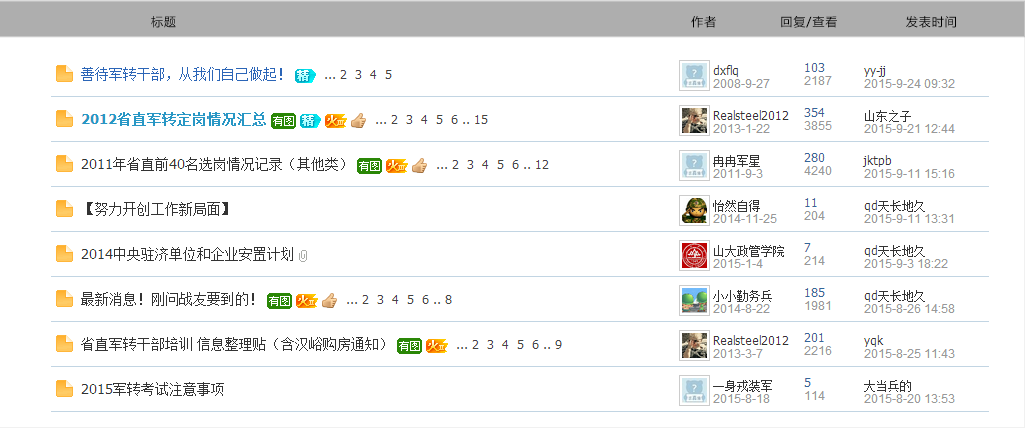 标题 作者 回复/查看 发表时间
善待军转干部，从我们自己做起！ 精 ... 2 3 4 5 dxflq 103 yy-jj
2008-9-27 2187 2015-9-24 09:32
2012省直军转定岗情况汇总 有图 精 火 ... 2 3 4 5 6 .. 15 Realsteel2012 354 山东之子
2013-1-22 3855 2015-9-21 12:44
2011年省直前40名选岗情况记录（其他类） 有图 火 ... 2 3 4 5 6 .. 12 冉冉军星 280 jktpb
2011-9-3 4240 2015-9-11 15:16
【努力开创工作新局面】 怡然自得 11 qd天长地久
2014-11-25 204 2015-9-11 13:31
2014中央驻济单位和企业安置计划 山大政管学院 7 qd天长地久
2015-1-4 214 2015-9-3 18:22
最新消息！刚问战友要到的！ 有图 火 ... 2 3 4 5 6 .. 8 小小勤务兵 185 qd天长地久
2014-8-22 1981 2015-8-26 14:58
省直军转干部培训 信息整理贴（含汉峪购房通知） 有图 火 ... 2 3 4 5 6 .. 9 Realsteel2012 201 yqk
2013-3-7 2216 2015-8-25 11:43
2015军转考试注意事项 一身戎装军 5 大当兵的
2015-8-18 114 2015-8-20 13:53